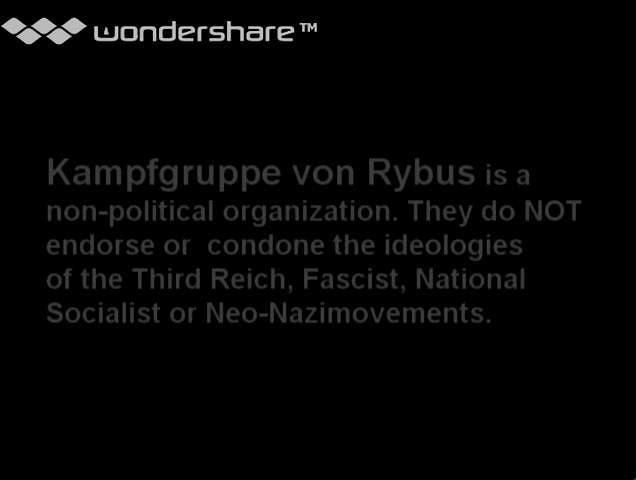 wondershare™
Kampfgruppe von Rybus is a
non-political organization. They do NOT
endorse or  condone the ideologies
of the Third Reich, Fascist, National
Socialist or Neo-Nazimovements.